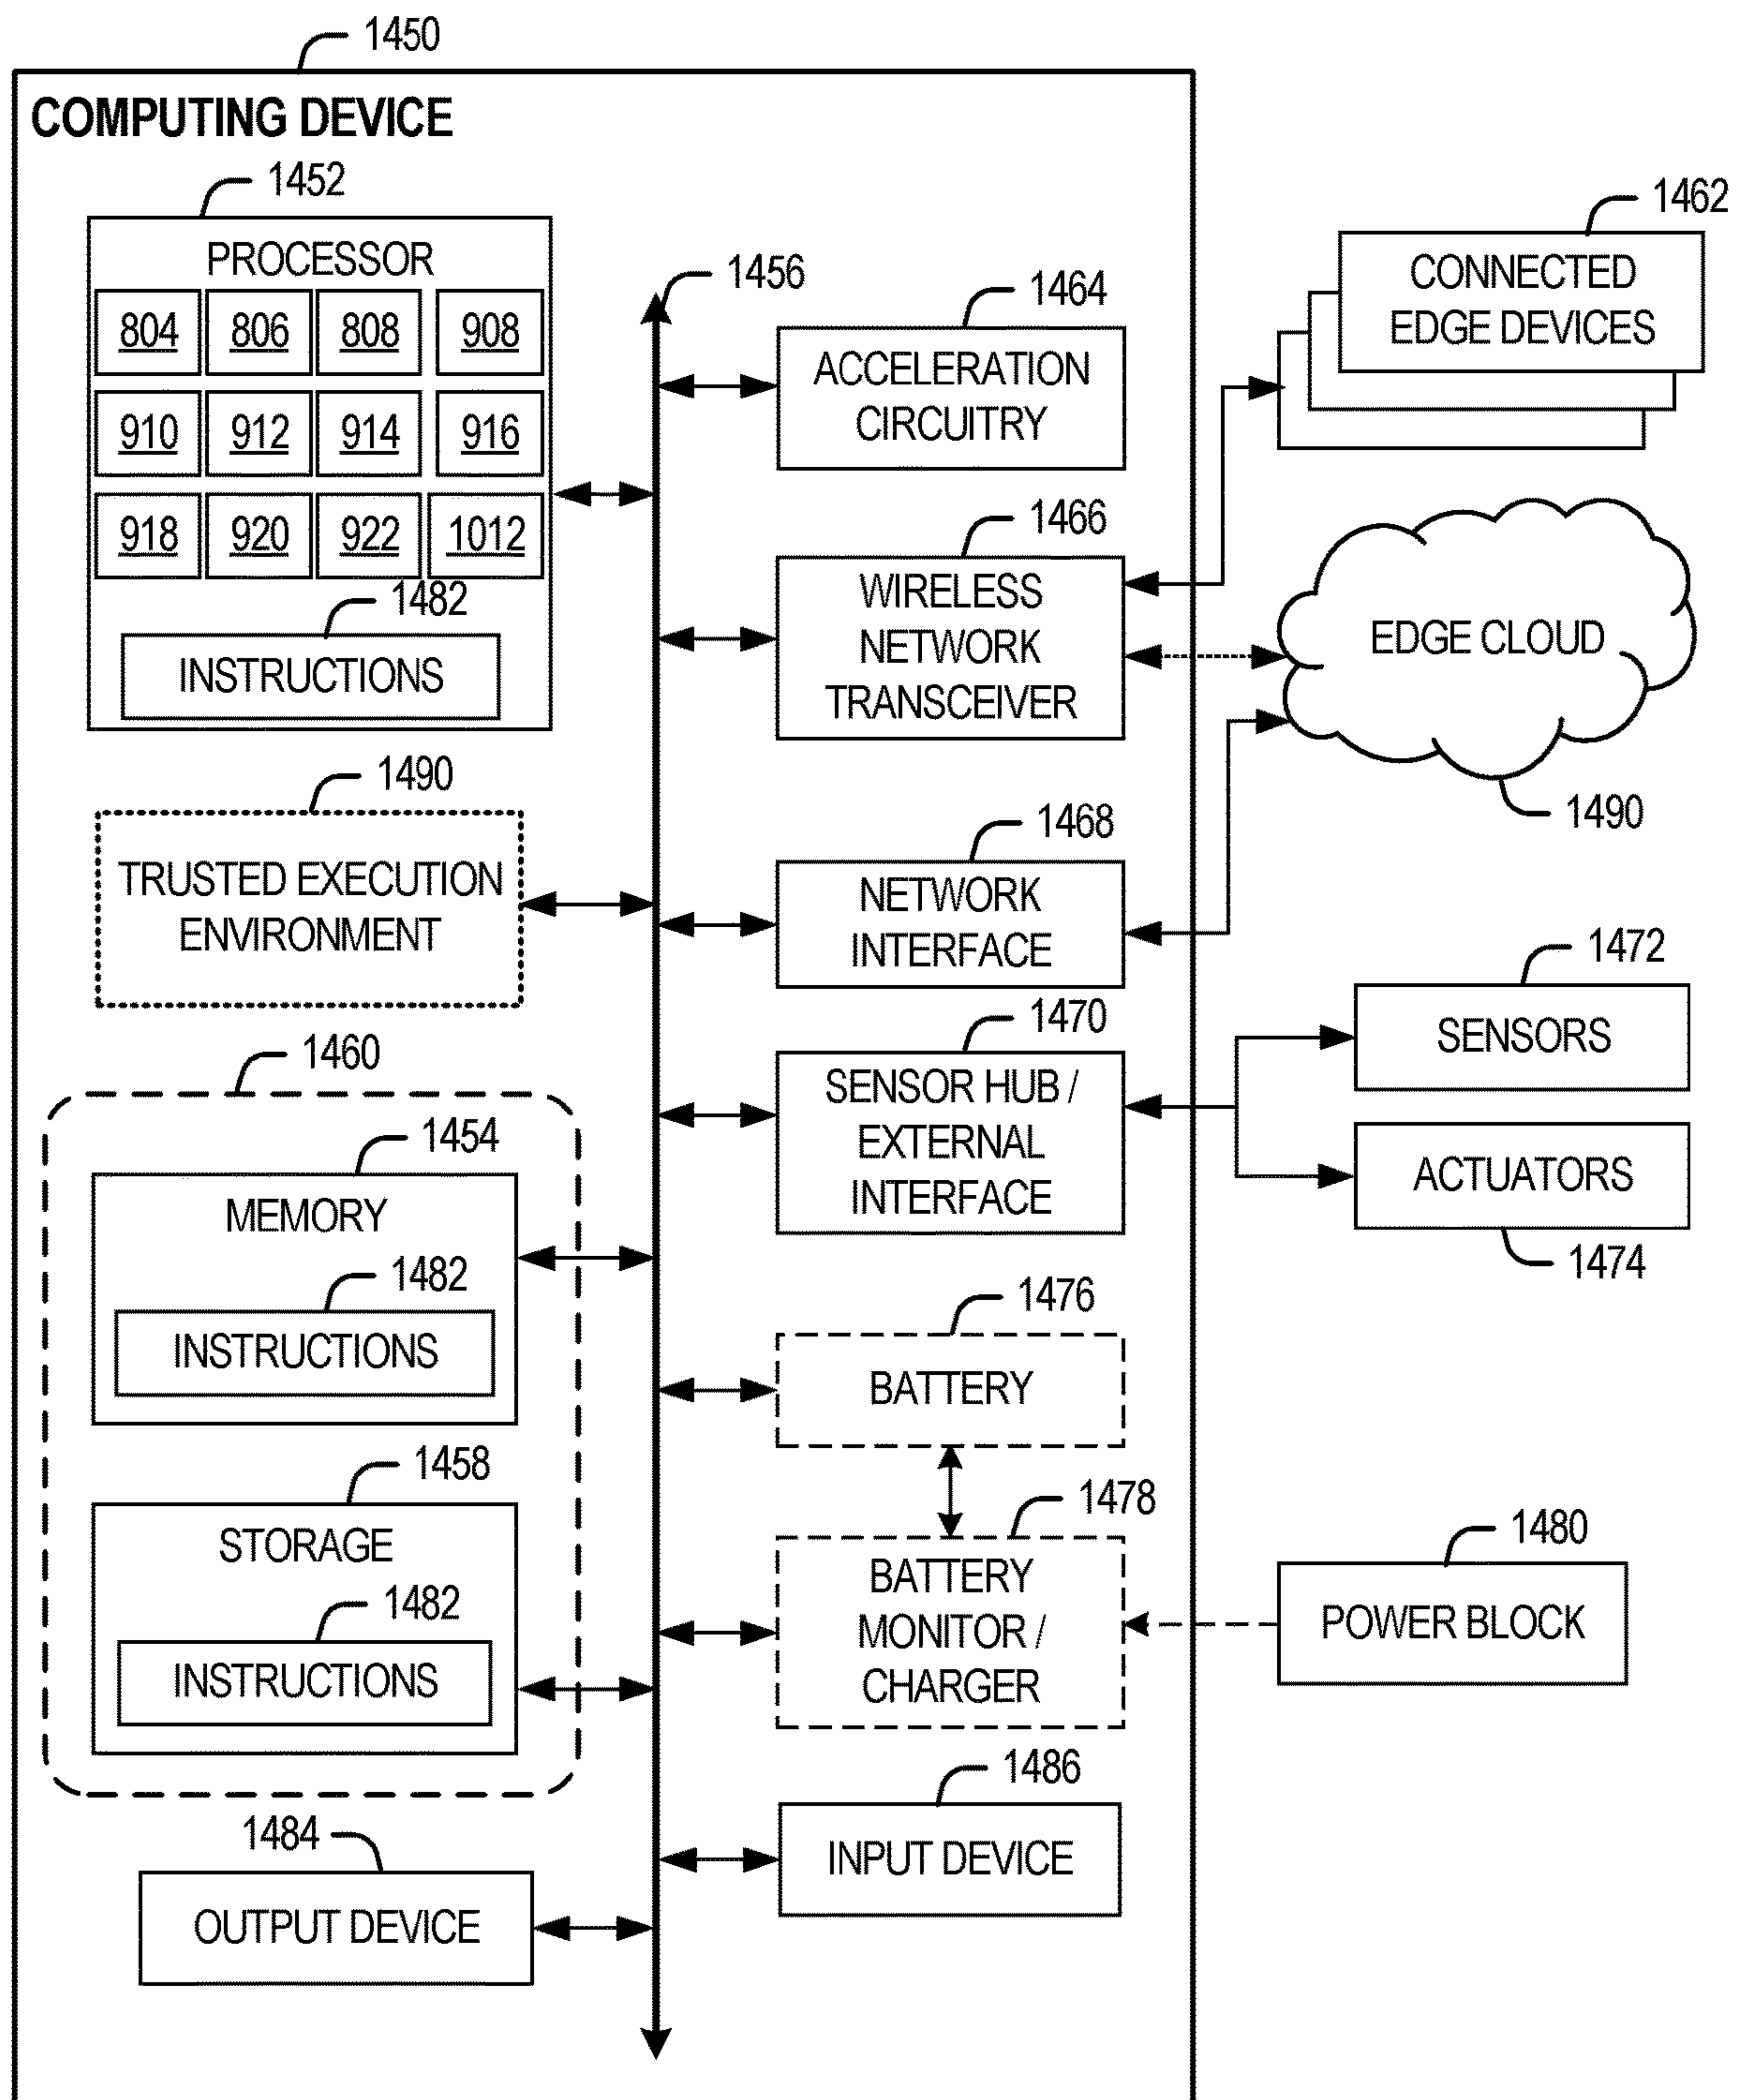 1450
COMPUTING DEVICE
1452
PROCESSOR
804 806 808 908
910 912 914 916
918 920 922 1012
1482
INSTRUCTIONS
1490
TRUSTED EXECUTION
ENVIRONMENT
1460
1454
MEMORY
1482
INSTRUCTIONS
1458
STORAGE
1482
INSTRUCTIONS
1484
OUTPUT DEVICE
1456
1464
ACCELERATION
CIRCUITRY
1466
WIRELESS
NETWORK
TRANSCEIVER
1468
NETWORK
INTERFACE
1470
SENSOR HUB /
EXTERNAL
INTERFACE
1476
BATTERY
1478
BATTERY
MONITOR /
CHARGER
1486
INPUT DEVICE
1462
CONNECTED
EDGE DEVICES
EDGE CLOUD
1490
1472
SENSORS
ACTUATORS
1474
1480
POWER BLOCK